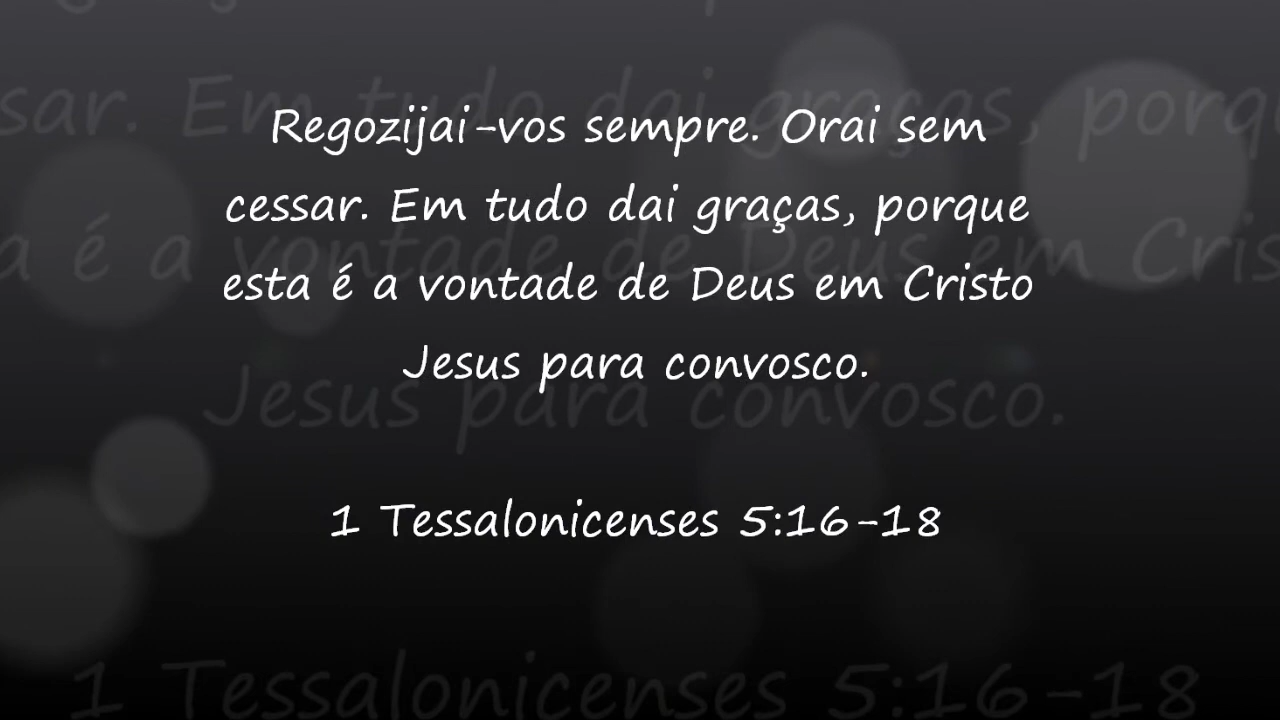 Regozijai-vos sempre. Orai sem
cessar. Em tudo dai graças, porque
esta é a vontade de Deus em Cristo
Jesus para convosco.
1 Tessalonicenses 5:16-18